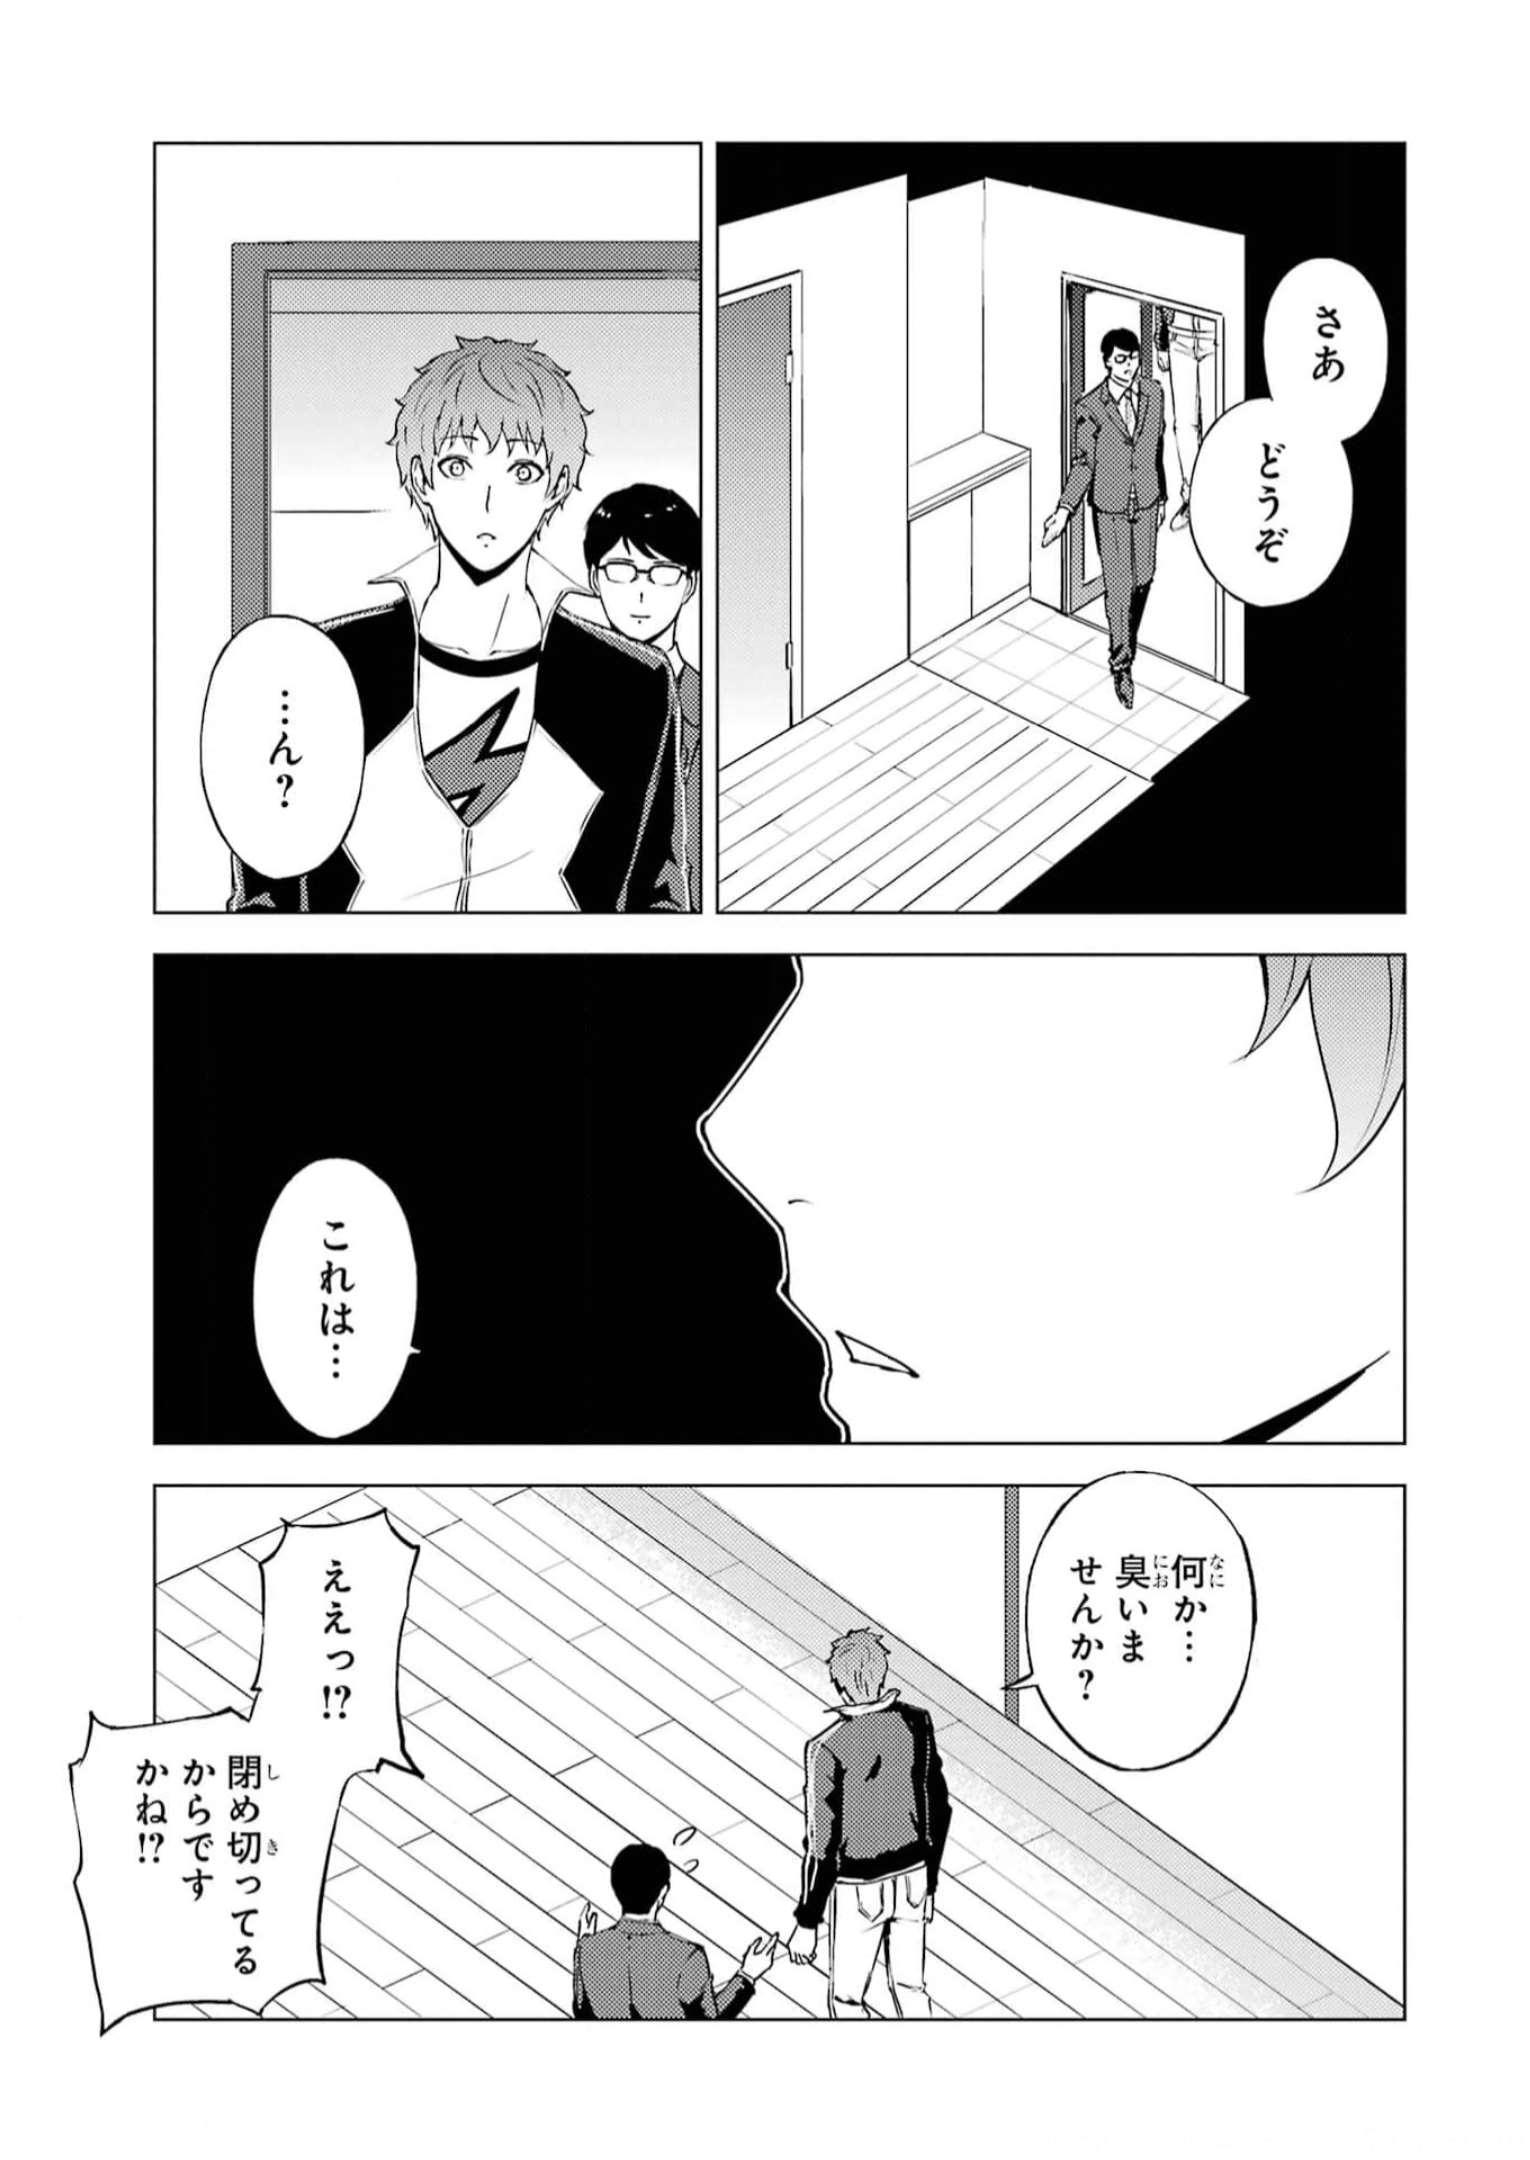 さあ
どうぞ
…ん？
これは…
何か…
臭いま
せんか？
ええっ!?
閉め切ってる
からです
かね!?